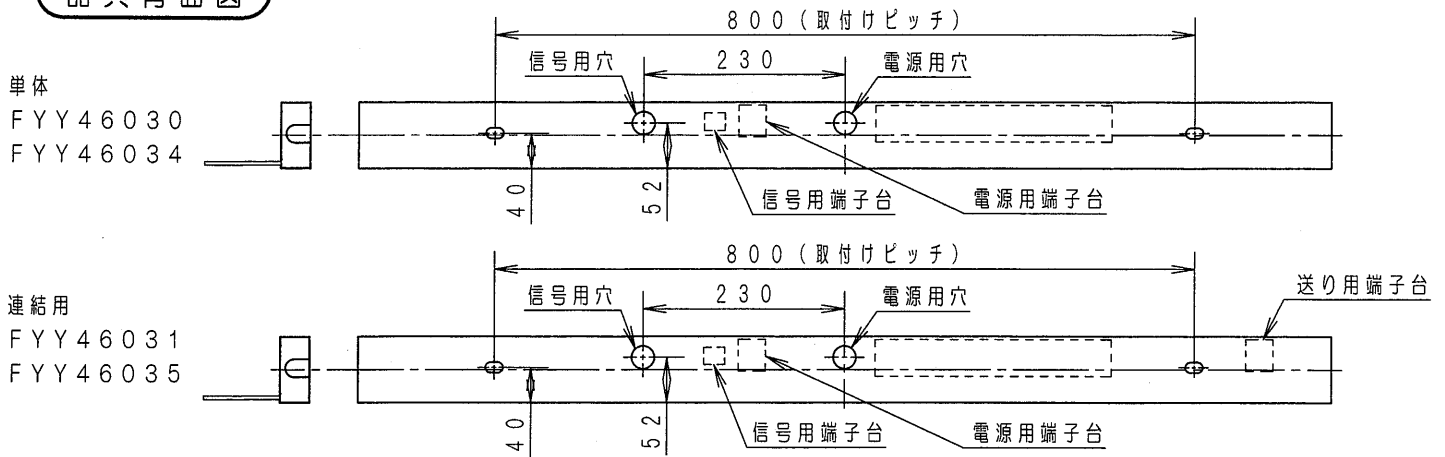 器具背面図
800(取付けピッチ)
信号用穴
230
電源用穴
単体
FYY46030
FYY46034
40
52
信号用端子台
電源用端子台
800(取付けピッチ)
信号用穴
230
電源用穴
送り用端子台
連結用
FYY46031
FYY46035
40
52
信号用端子台
電源用端子台